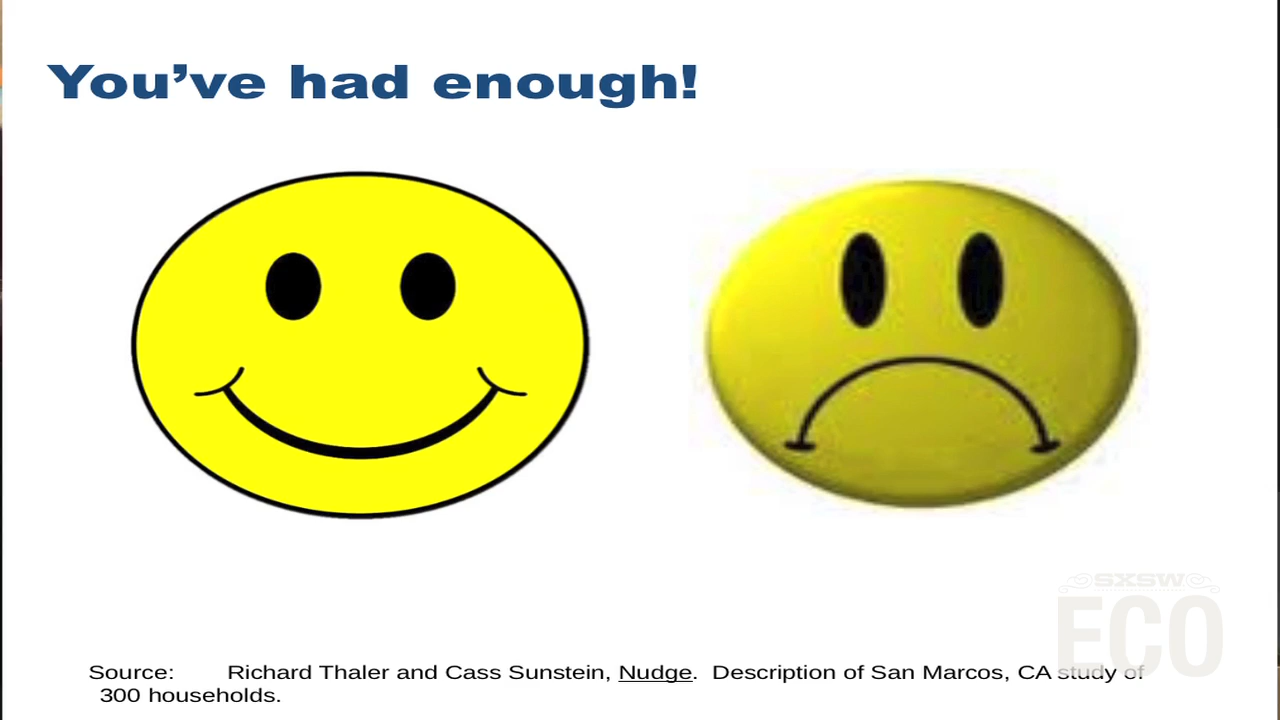 You’ve had enough!
SXSW
ECO
Source: Richard Thaler and Cass Sunstein, Nudge. Description of San Marcos, CA study of
300 households.